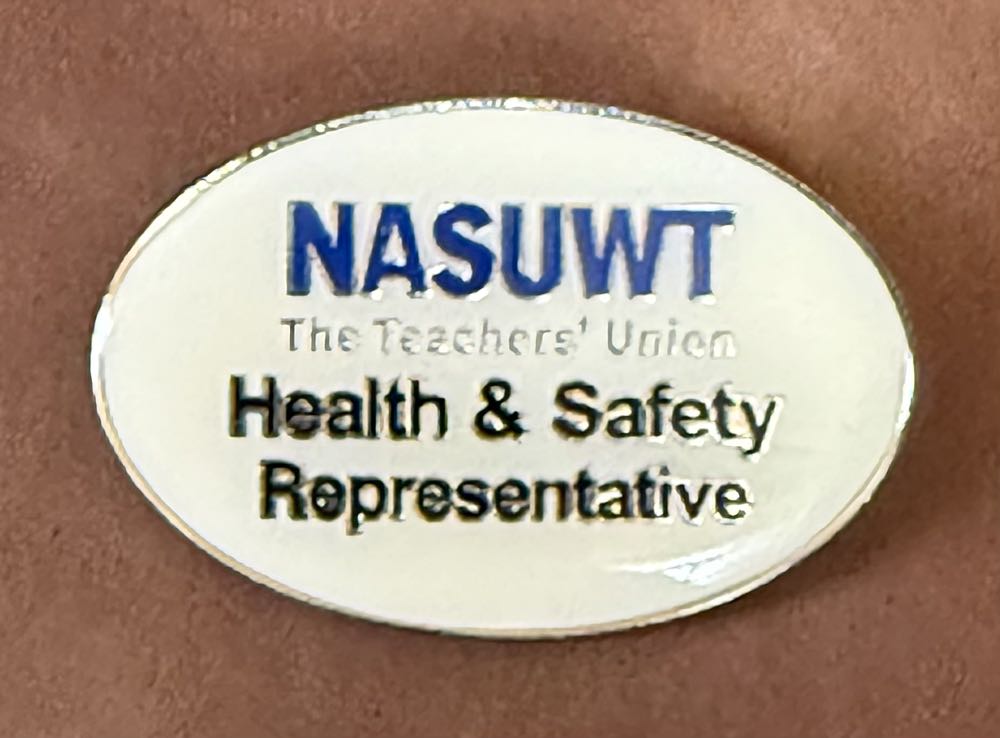 NASUWT
The Teachers' Union
Health & Safety
Representative